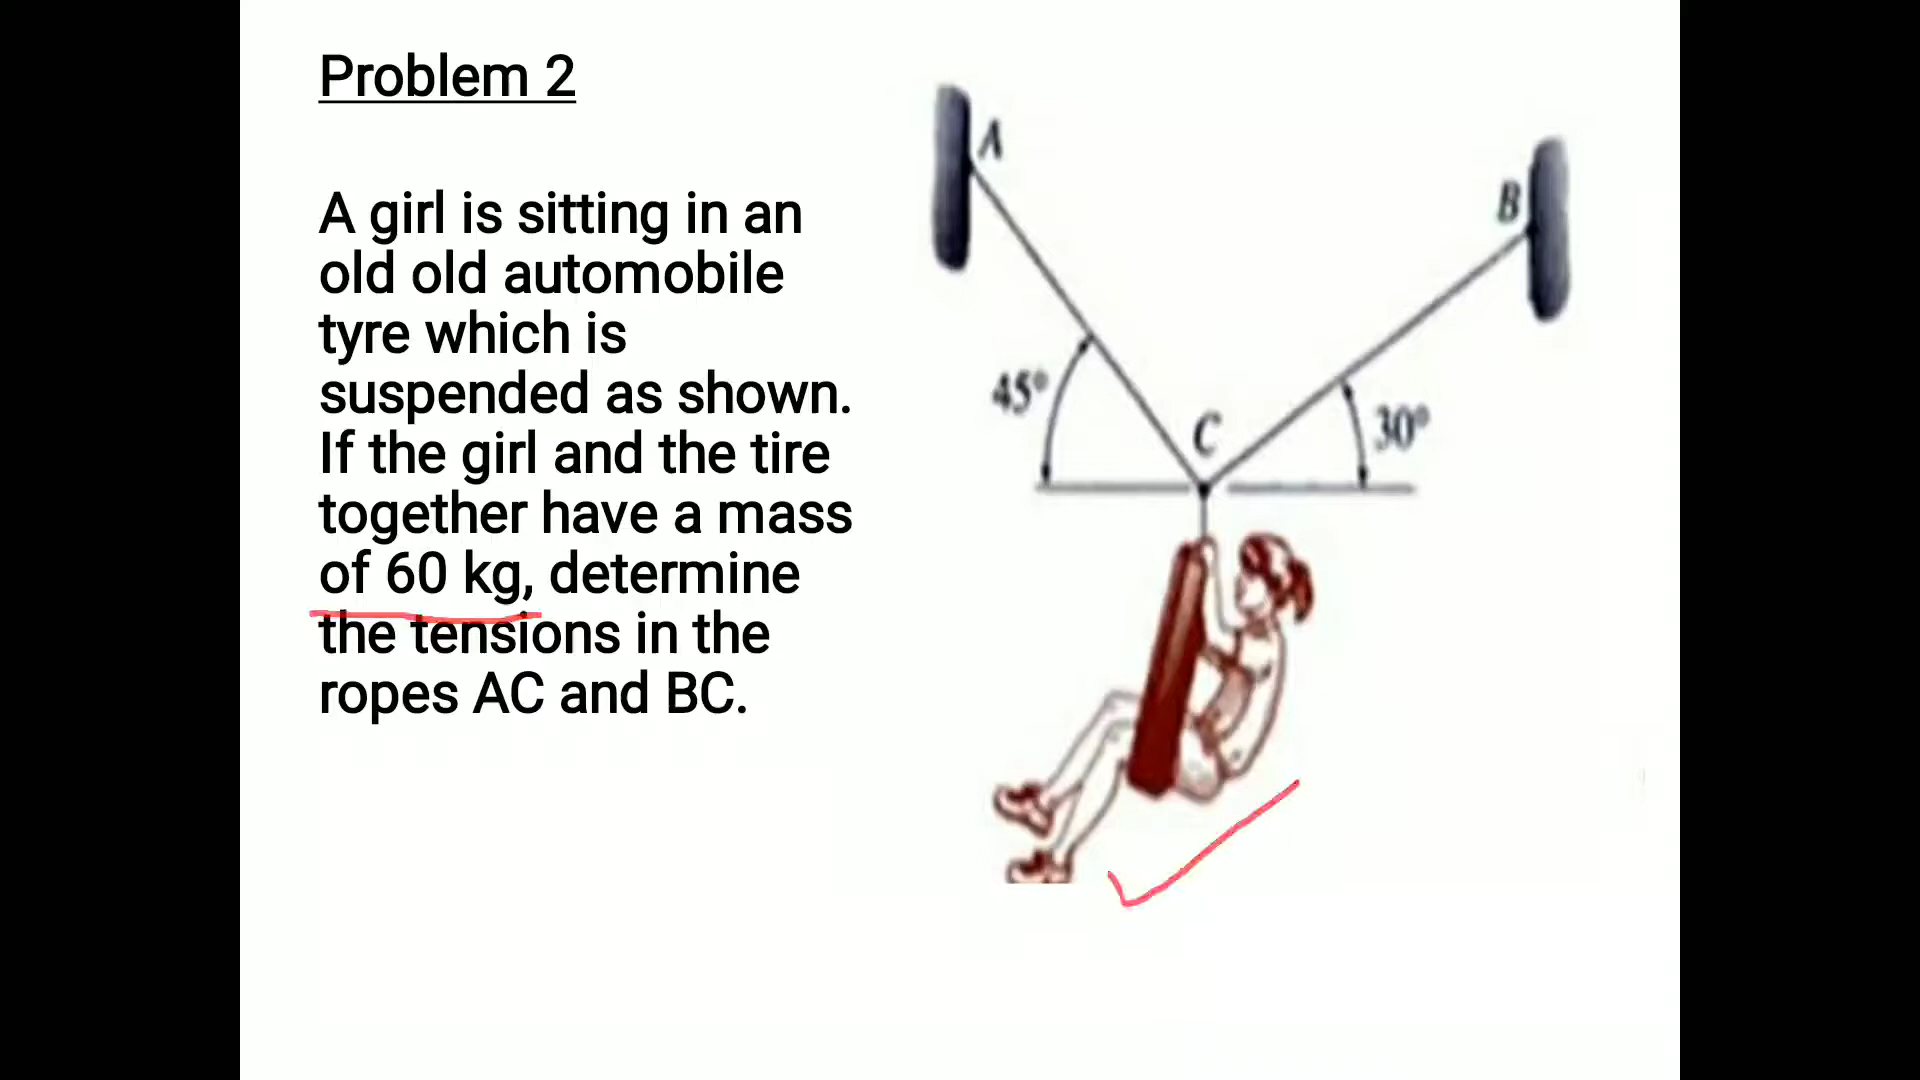 Problem 2
A girl is sitting in an
old old automobile
tyre which is
suspended as shown.
If the girl and the tire
together have a mass
of 60 kg, determine
the tensions in the
ropes AC and BC.
A
B
45°
C
30°